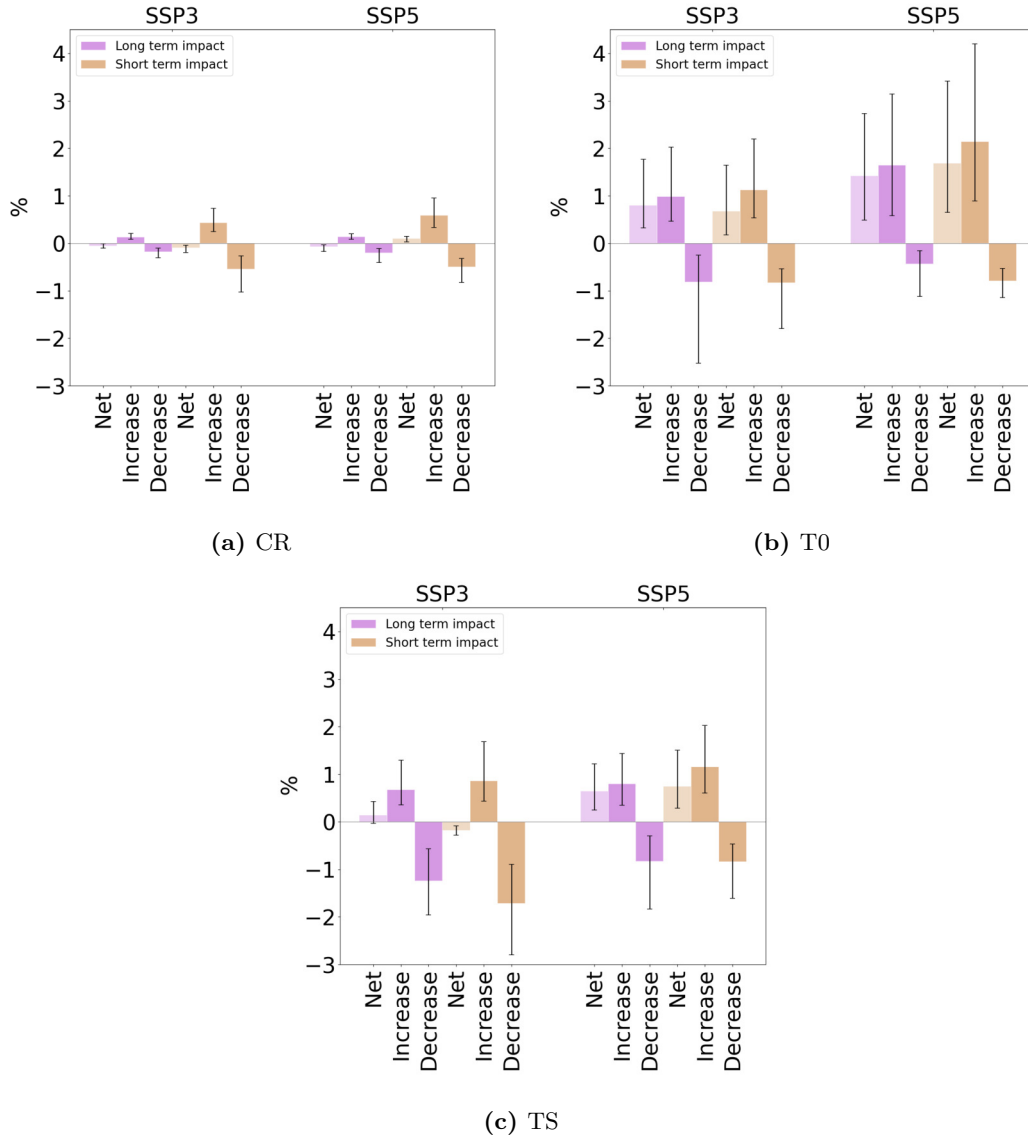 SSP3 SSP5
Long term impact
Short term impact
4
3
2
1
0
−1
−2
−3
%
Net Increase Decrease Net Increase Decrease Net Increase Decrease Net Increase Decrease
(a) CR
SSP3 SSP5
Long term impact
Short term impact
4
3
2
1
0
−1
−2
−3
%
Net Increase Decrease Net Increase Decrease Net Increase Decrease Net Increase Decrease
(b) T0
SSP3 SSP5
Long term impact
Short term impact
4
3
2
1
0
−1
−2
−3
%
Net Increase Decrease Net Increase Decrease Net Increase Decrease Net Increase Decrease
(c) TS